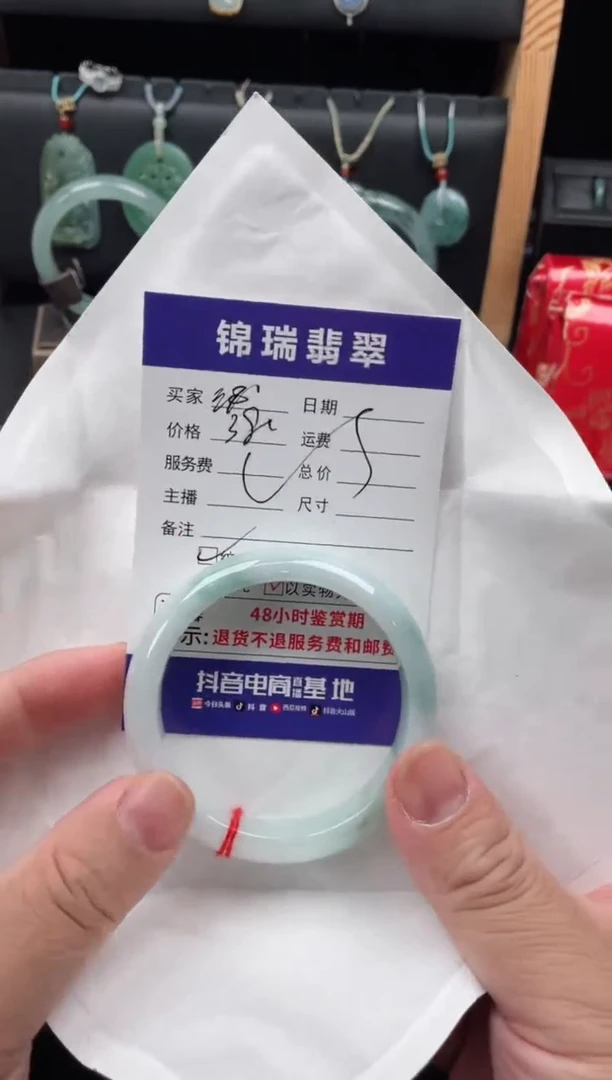 锦瑞翡翠
买家 日期
价格 运费
服务费 总价
主播 尺寸
备注
以实物
48小时鉴赏期
示:退货不退服务费和邮费
抖音电商直播基地
今日头条 抖音 西瓜视频 抖音火山版